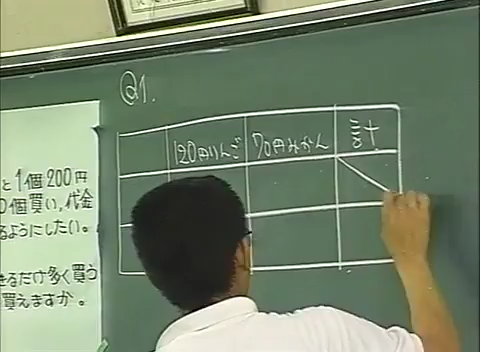 Q1.
120円りんご 70円みかん 計
と1個200円
0個買い,代金
るようにしたい。
きるだけ多く買う
買えますか。